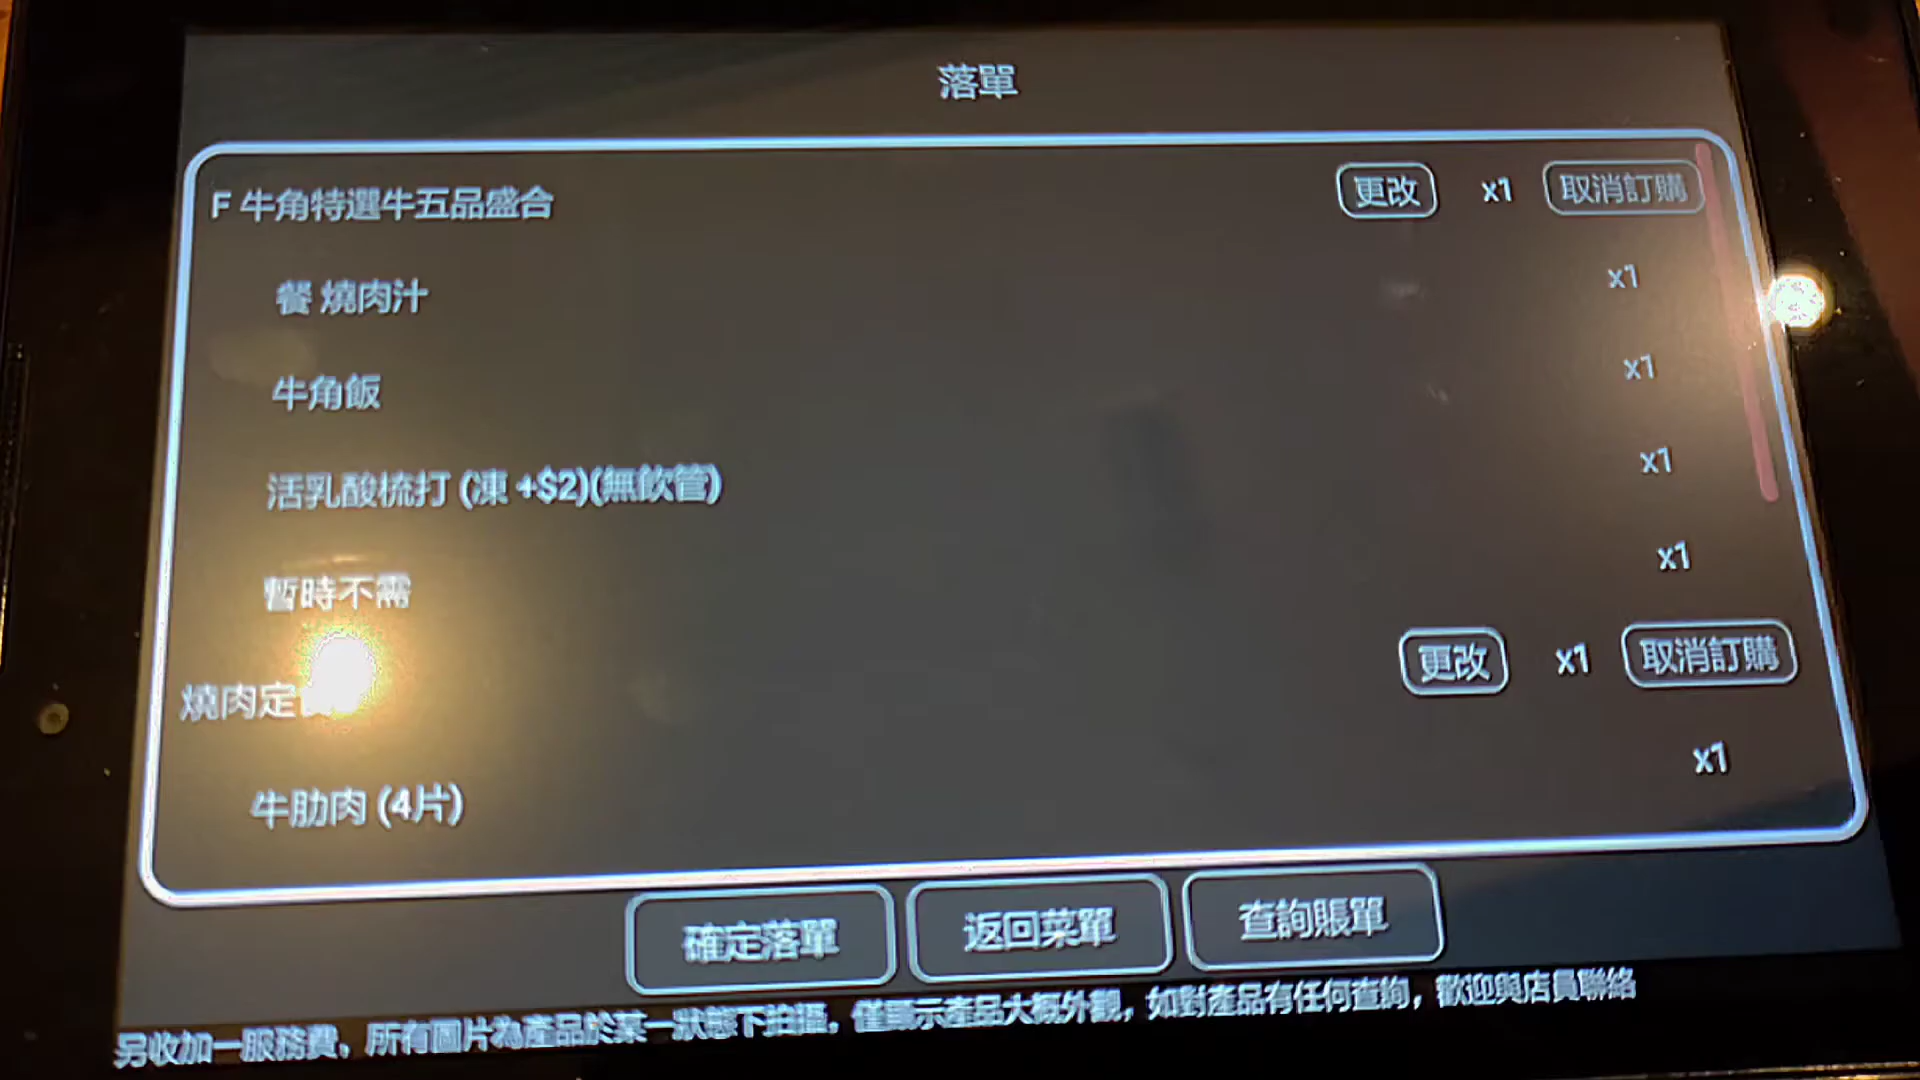 落單
F 牛角特選牛五品盛合 更改 x1 取消訂購
餐 燒肉汁 x1
牛角飯 x1
活乳酸梳打 (凍 +$2)(無飲管) x1
暫時不需 x1
燒肉定 更改 x1 取消訂購
牛肋肉 (4片) x1
確定落單 返回菜單 查詢賬單
另收加一服務費，所有圖片為產品於某一狀態下拍攝，僅顯示產品大概外觀，如對產品有任何查詢，歡迎與店員聯絡